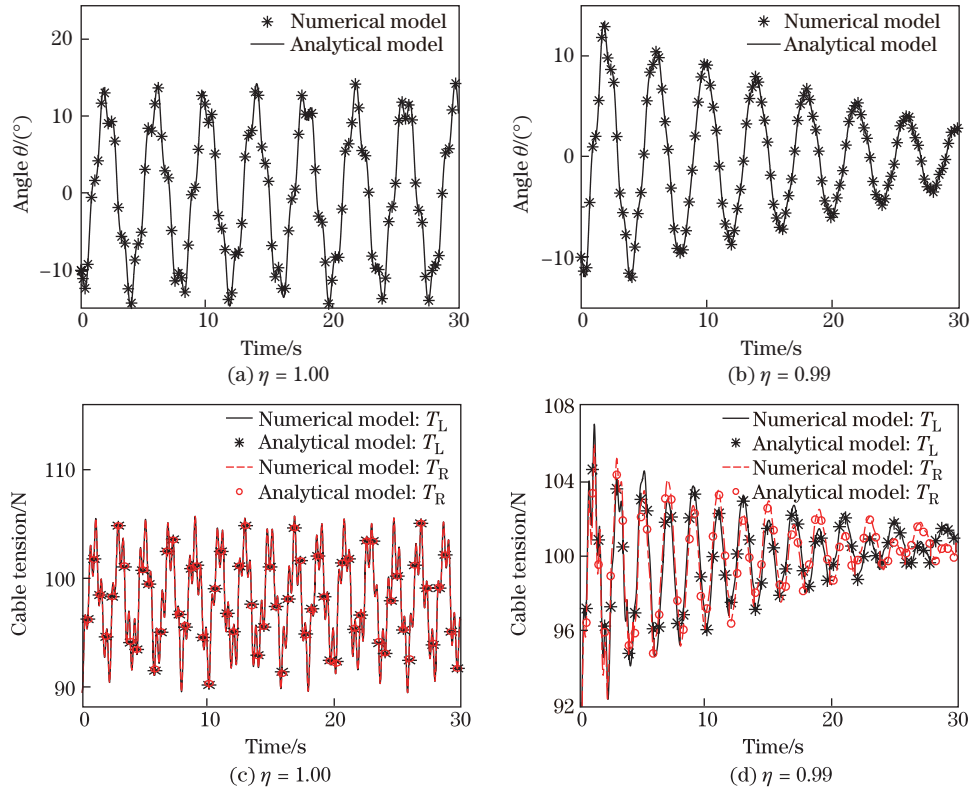 Numerical model
Analytical model
20
10
0
−10
Angle θ/(°)
0
10
20
30
Time/s
(a) η = 1.00
Numerical model
Analytical model
10
0
−10
Angle θ/(°)
0
10
20
30
Time/s
(b) η = 0.99
Numerical model: T_L
Analytical model: T_L
Numerical model: T_R
Analytical model: T_R
110
100
90
Cable tension/N
0
10
20
30
Time/s
(c) η = 1.00
Numerical model: T_L
Analytical model: T_L
Numerical model: T_R
Analytical model: T_R
108
104
100
96
92
Cable tension/N
0
10
20
30
Time/s
(d) η = 0.99